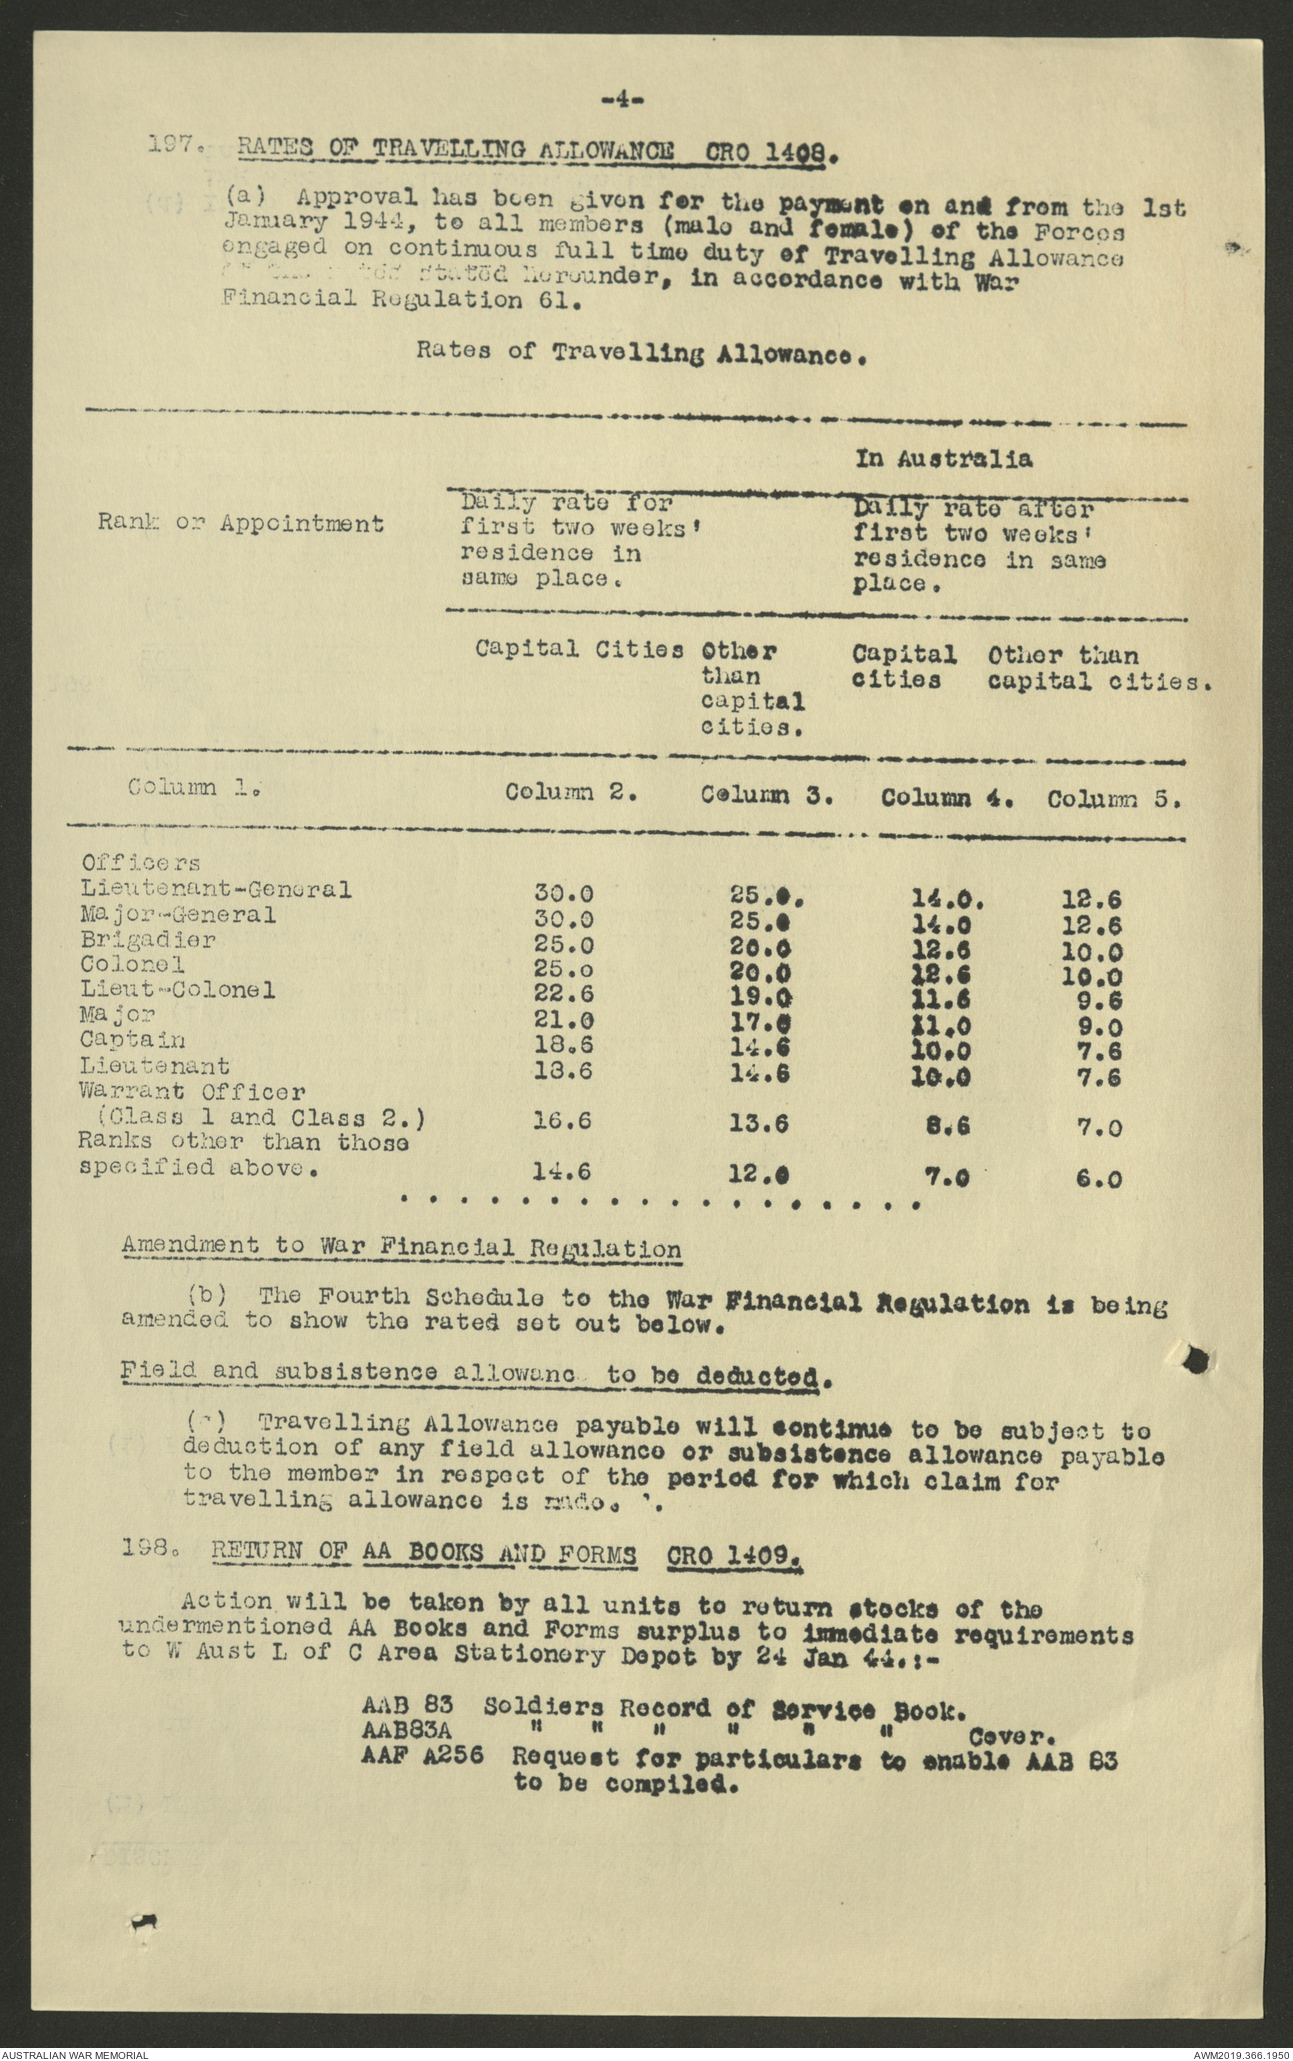 -4-
197. RATES OF TRAVELLING ALLOWANCE CRO 1408.
(a) Approval has been given for the payment on and from the 1st
January 1944, to all members (male and female) of the Forces
engaged on continuous full time duty of Travelling Allowance
stated hereunder, in accordance with War
Financial Regulation 61.
Rates of Travelling Allowance.
In Australia
Rank or Appointment
Daily rate for
first two weeks'
residence in
same place.
Daily rate after
first two weeks'
residence in same
place.
Capital Cities
Other
than
capital
cities.
Capital
cities
Other than
capital cities.
Column 1. Column 2. Column 3. Column 4. Column 5.
Officers
Lieutenant-General 30.0 25.0. 14.0. 12.6
Major-General 30.0 25.0 14.0 12.6
Brigadier 25.0 20.0 12.6 10.0
Colonel 25.0 20.0 12.6 10.0
Lieut-Colonel 22.6 19.0 11.6 9.6
Major 21.0 17.6 11.0 9.0
Captain 18.6 14.6 10.0 7.6
Lieutenant 18.6 14.6 10.0 7.6
Warrant Officer
(Class 1 and Class 2.) 16.6 13.6 8.6 7.0
Ranks other than those
specified above. 14.6 12.0 7.0 6.0
. . . . . . . . . . . . . . . . . .
Amendment to War Financial Regulation
(b) The Fourth Schedule to the War Financial Regulation is being
amended to show the rated set out below.
Field and subsistence allowanc to be deducted.
(c) Travelling Allowance payable will continue to be subject to
deduction of any field allowance or subsistence allowance payable
to the member in respect of the period for which claim for
travelling allowance is made.
198. RETURN OF AA BOOKS AND FORMS CRO 1409.
Action will be taken by all units to return stocks of the
undermentioned AA Books and Forms surplus to immediate requirements
to W Aust L of C Area Stationery Depot by 24 Jan 44.:-
AAB 83 Soldiers Record of Service Book.
AAB83A " " " " " " Cover.
AAF A256 Request for particulars to enable AAB 83
to be compiled.
AUSTRALIAN WAR MEMORIAL
AWM2019.366.1950